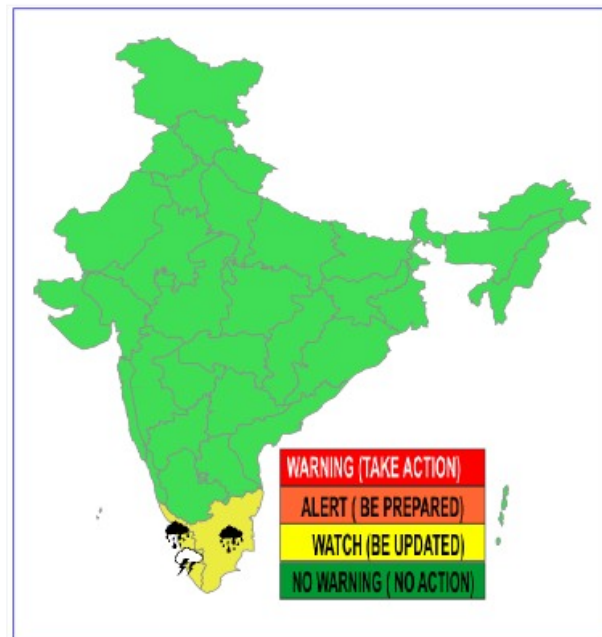 WARNING (TAKE ACTION)
ALERT ( BE PREPARED)
WATCH (BE UPDATED)
NO WARNING ( NO ACTION)